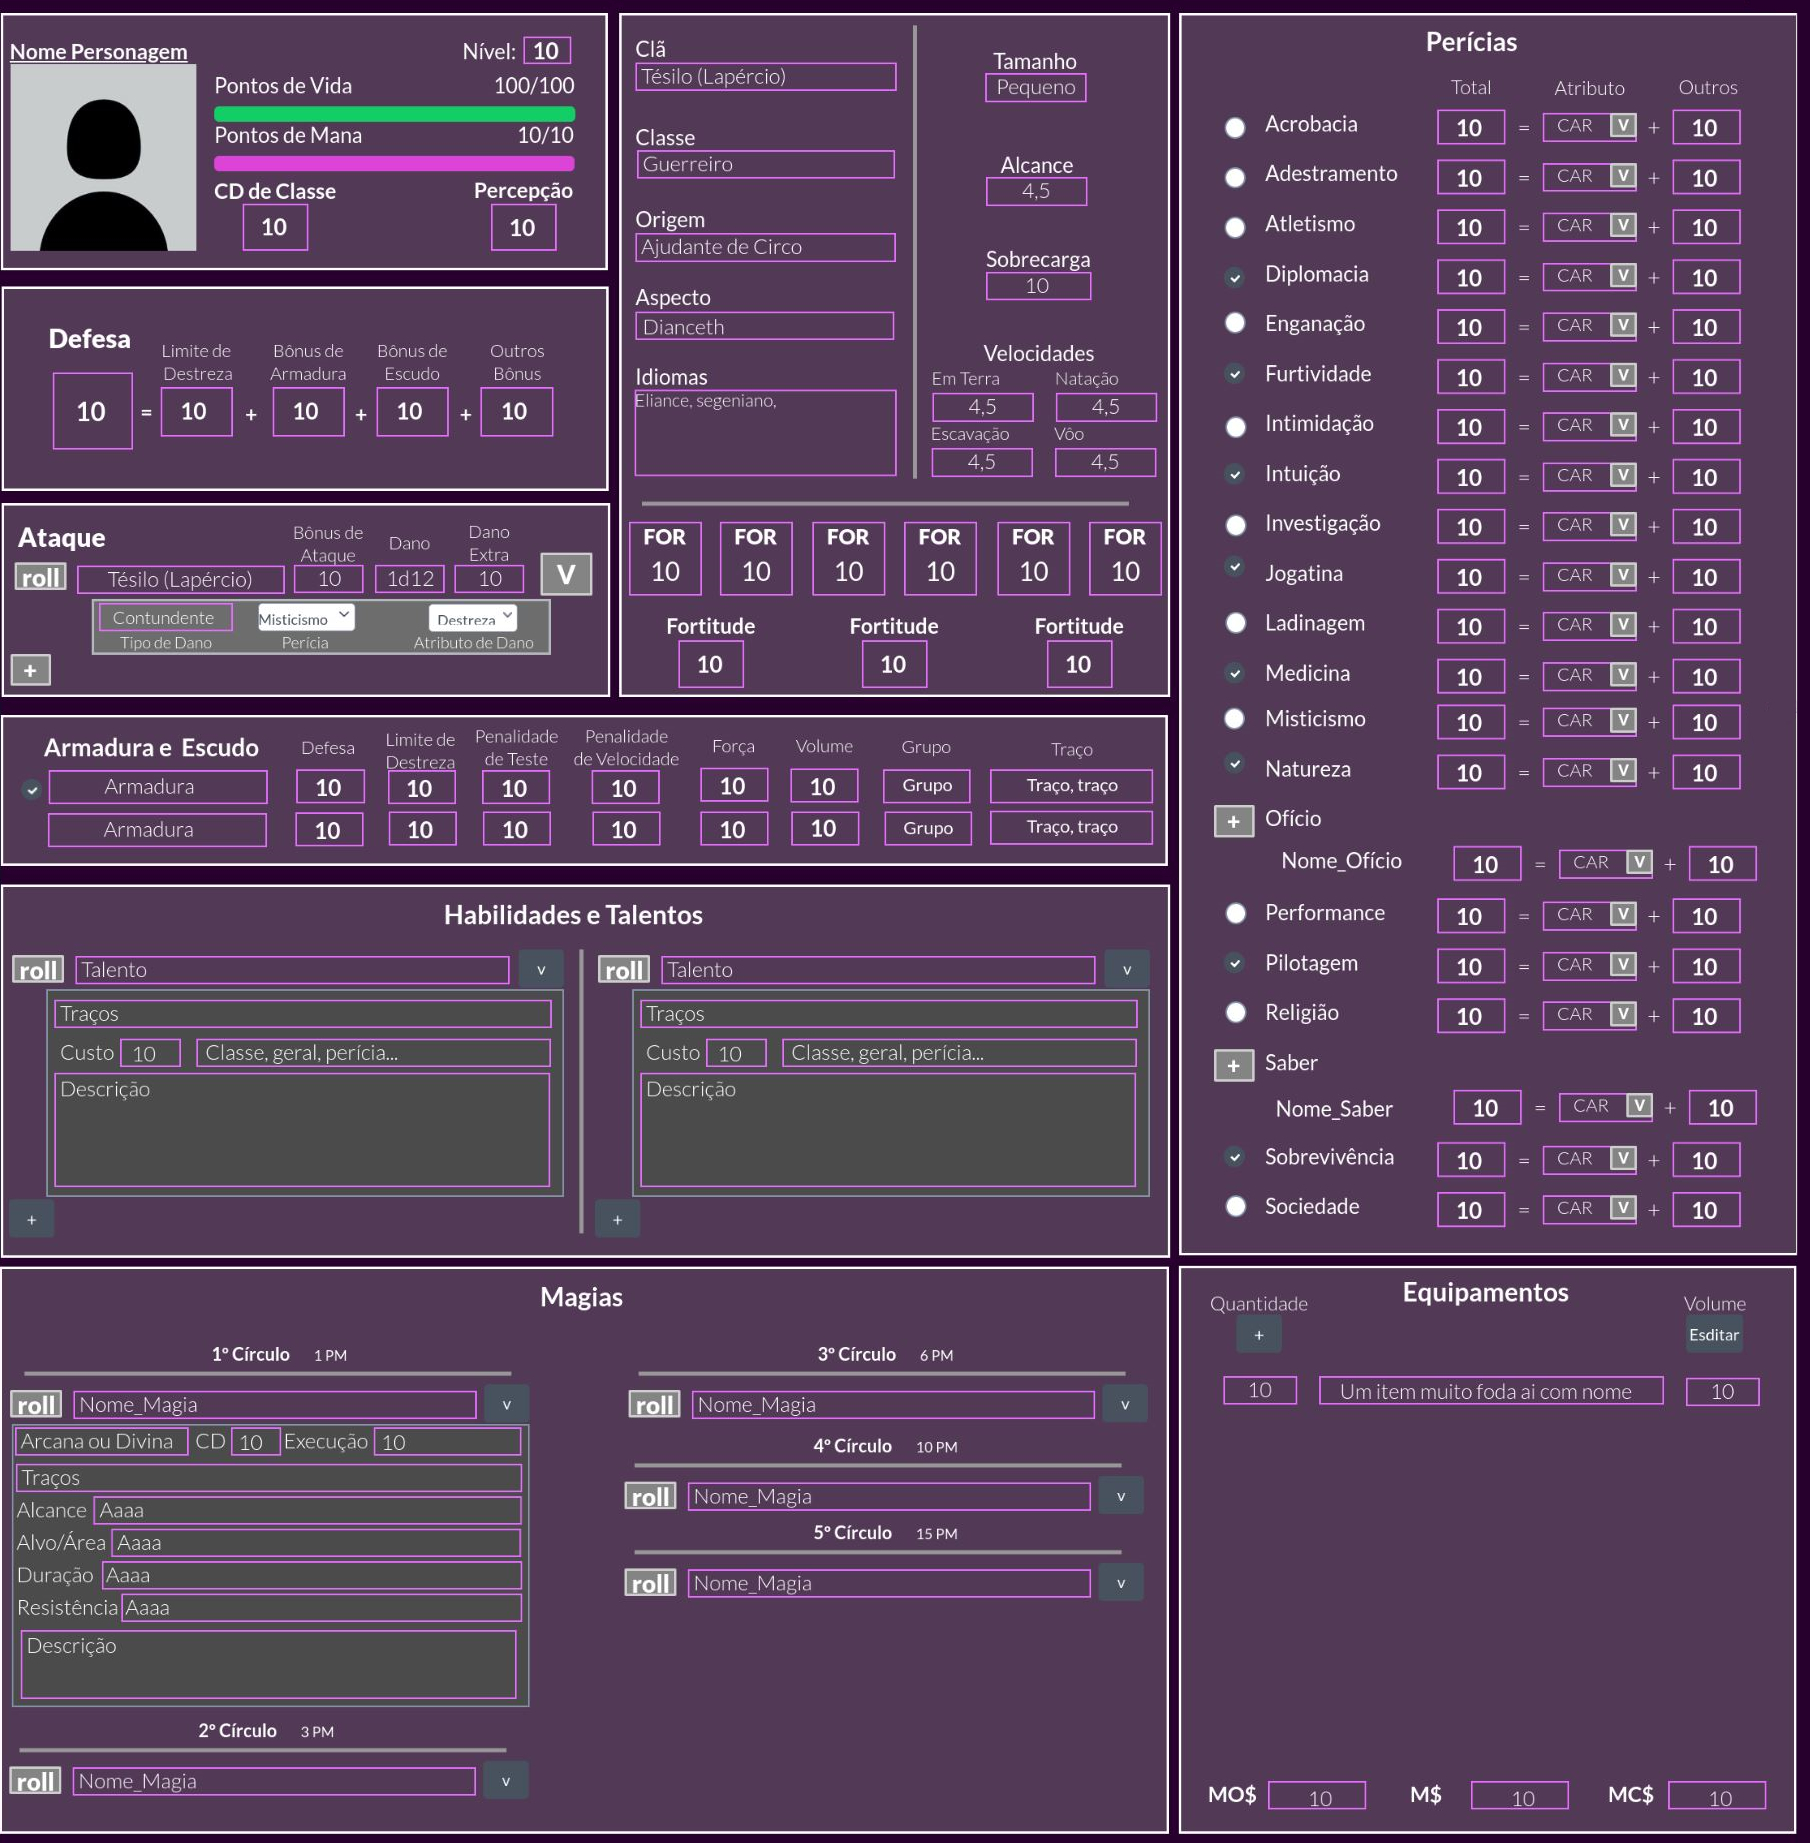 Nome Personagem
Nível: 10
Pontos de Vida 100/100
Pontos de Mana 10/10
CD de Classe Percepção
10 10
Defesa
Limite de Destreza
Bônus de Armadura
Bônus de Escudo
Outros Bônus
10 = 10 + 10 + 10 + 10
Ataque
Bônus de Ataque
Dano
Dano Extra
roll Tésilo (Lapércio) 10 1d12 10 V
Contundente Misticismo Destreza
Tipo de Dano Perícia Atributo de Dano
+
Clã
Tésilo (Lapércio)
Classe
Guerreiro
Origem
Ajudante de Circo
Aspecto
Dianceth
Idiomas
Eliance, segeniano,
Tamanho
Pequeno
Alcance
4,5
Sobrecarga
10
Velocidades
Em Terra Natação
4,5 4,5
Escavação Vôo
4,5 4,5
FOR FOR FOR FOR FOR FOR
10 10 10 10 10 10
Fortitude Fortitude Fortitude
10 10 10
Armadura e Escudo
Defesa
Limite de Destreza
Penalidade de Teste
Penalidade de Velocidade
Força
Volume
Grupo
Traço
Armadura 10 10 10 10 10 10 Grupo Traço, traço
Armadura 10 10 10 10 10 10 Grupo Traço, traço
Habilidades e Talentos
roll Talento v
Traços
Custo 10 Classe, geral, perícia...
Descrição
+
roll Talento v
Traços
Custo 10 Classe, geral, perícia...
Descrição
+
Perícias
Total Atributo Outros
Acrobacia 10 = CAR V + 10
Adestramento 10 = CAR V + 10
Atletismo 10 = CAR V + 10
Diplomacia 10 = CAR V + 10
Enganação 10 = CAR V + 10
Furtividade 10 = CAR V + 10
Intimidação 10 = CAR V + 10
Intuição 10 = CAR V + 10
Investigação 10 = CAR V + 10
Jogatina 10 = CAR V + 10
Ladinagem 10 = CAR V + 10
Medicina 10 = CAR V + 10
Misticismo 10 = CAR V + 10
Natureza 10 = CAR V + 10
+ Ofício
Nome_Ofício 10 = CAR V + 10
Performance 10 = CAR V + 10
Pilotagem 10 = CAR V + 10
Religião 10 = CAR V + 10
+ Saber
Nome_Saber 10 = CAR V + 10
Sobrevivência 10 = CAR V + 10
Sociedade 10 = CAR V + 10
Magias
1º Círculo 1 PM
roll Nome_Magia v
Arcana ou Divina CD 10 Execução 10
Traços
Alcance Aaaa
Alvo/Área Aaaa
Duração Aaaa
Resistência Aaaa
Descrição
2º Círculo 3 PM
roll Nome_Magia v
3º Círculo 6 PM
roll Nome_Magia v
4º Círculo 10 PM
roll Nome_Magia v
5º Círculo 15 PM
roll Nome_Magia v
Equipamentos
Quantidade Volume
+ Esditar
10 Um item muito foda ai com nome 10
MO$ 10 M$ 10 MC$ 10